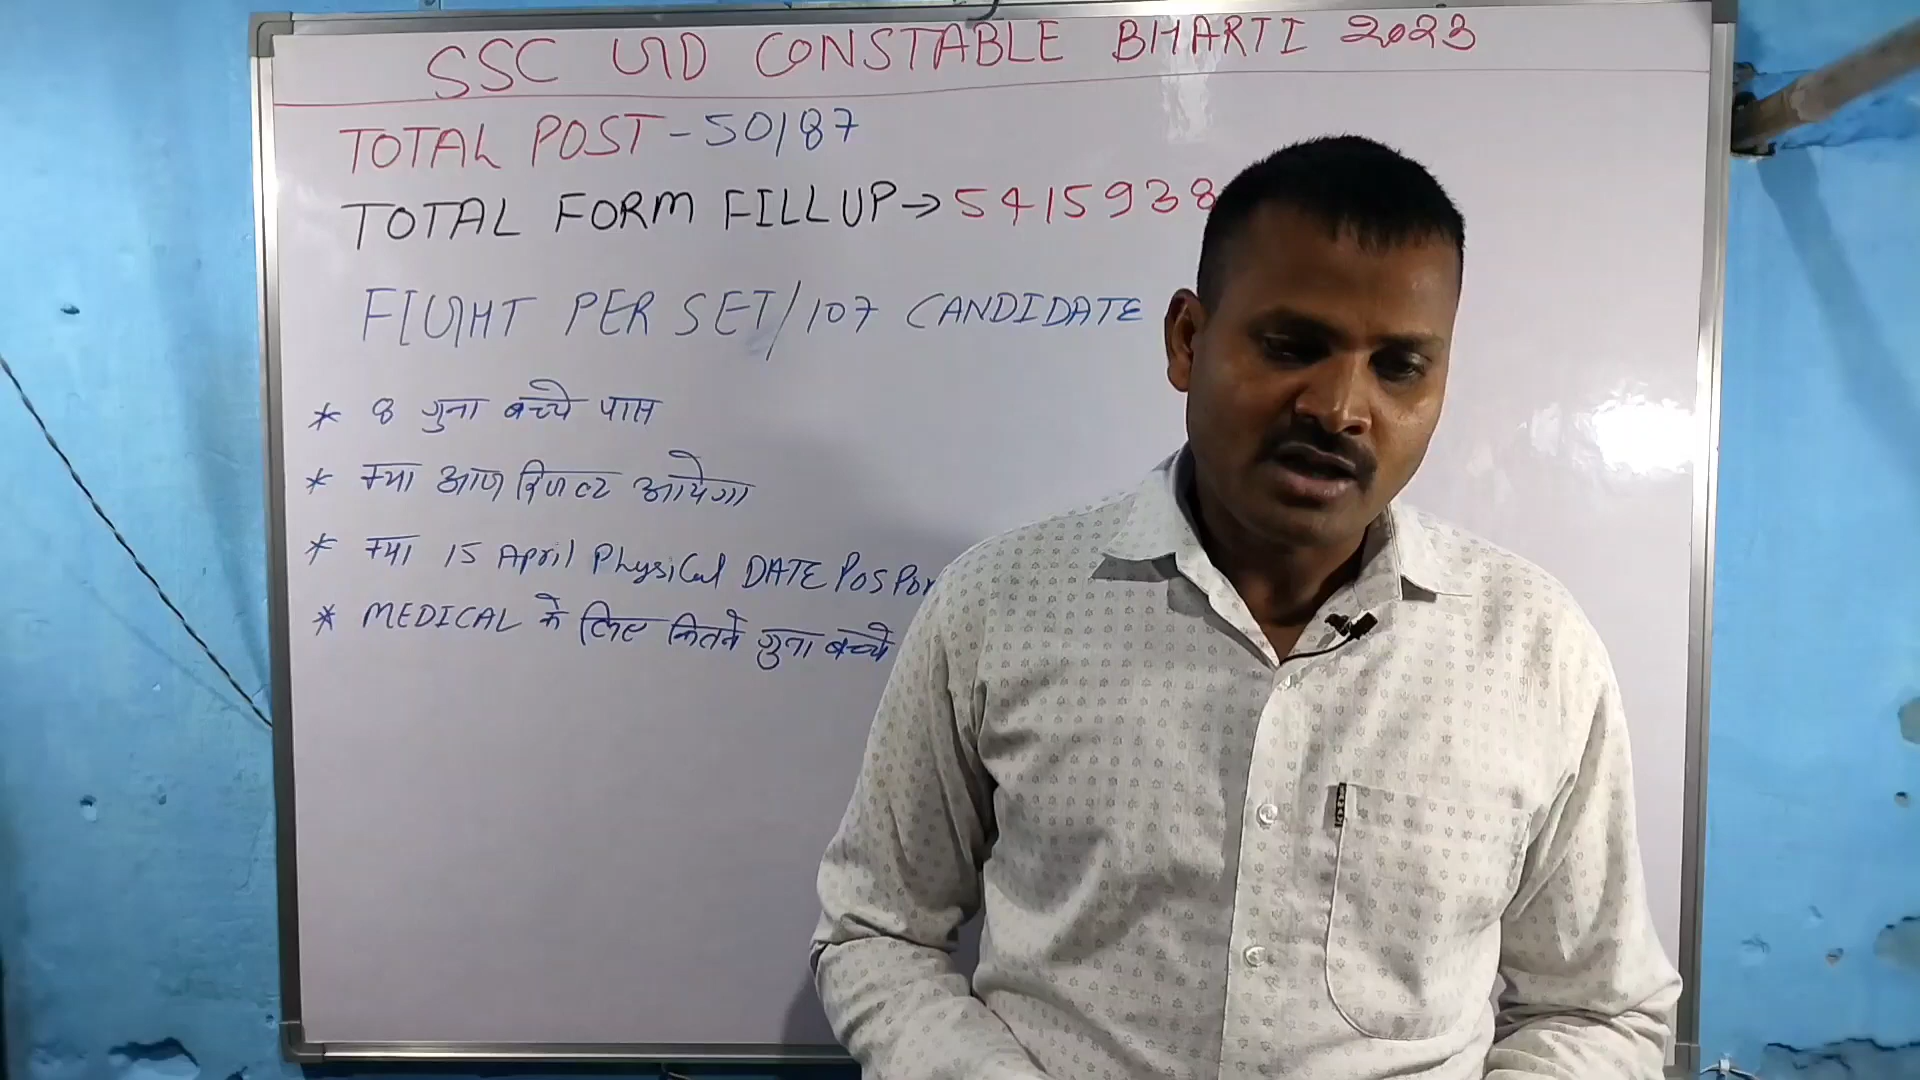 SSC GD CONSTABLE BHARTI 2023
TOTAL POST-50187
TOTAL FORM FILLUP→5415938
FIGHT PER SET/107 CANDIDATE
* 8 गुना बच्चे पास
* क्या आज रिजल्ट आयेगा
* क्या 15 April Physical DATE POSPON
* MEDICAL के लिए कितने गुना बच्चे